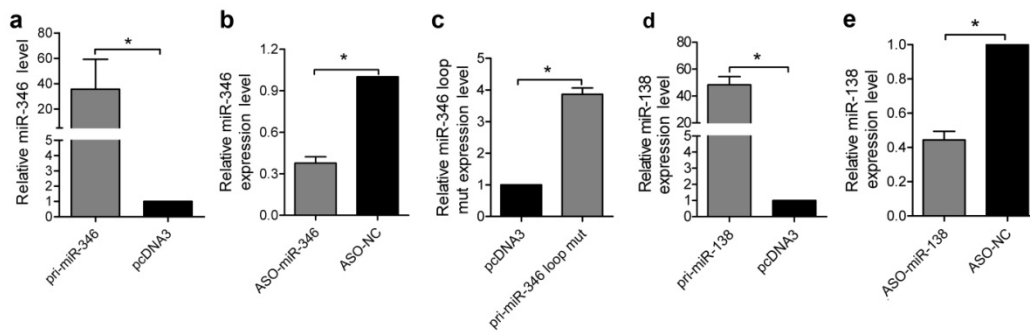 a
Relative miR-346 level
80
60
40
20
5
4
3
2
1
0
*
pri-miR-346
pcDNA3
b
Relative miR-346
expression level
1.2
0.9
0.6
0.3
0.0
*
ASO-miR-346
ASO-NC
c
Relative miR-346 loop
mut expression level
5
4
3
2
1
0
*
pcDNA3
pri-miR-346 loop mut
d
Relative miR-138
expression level
80
60
40
20
5
4
3
2
1
0
*
pri-miR-138
pcDNA3
e
Relative miR-138
expression level
1.0
0.8
0.6
0.4
0.2
0.0
*
ASO-miR-138
ASO-NC